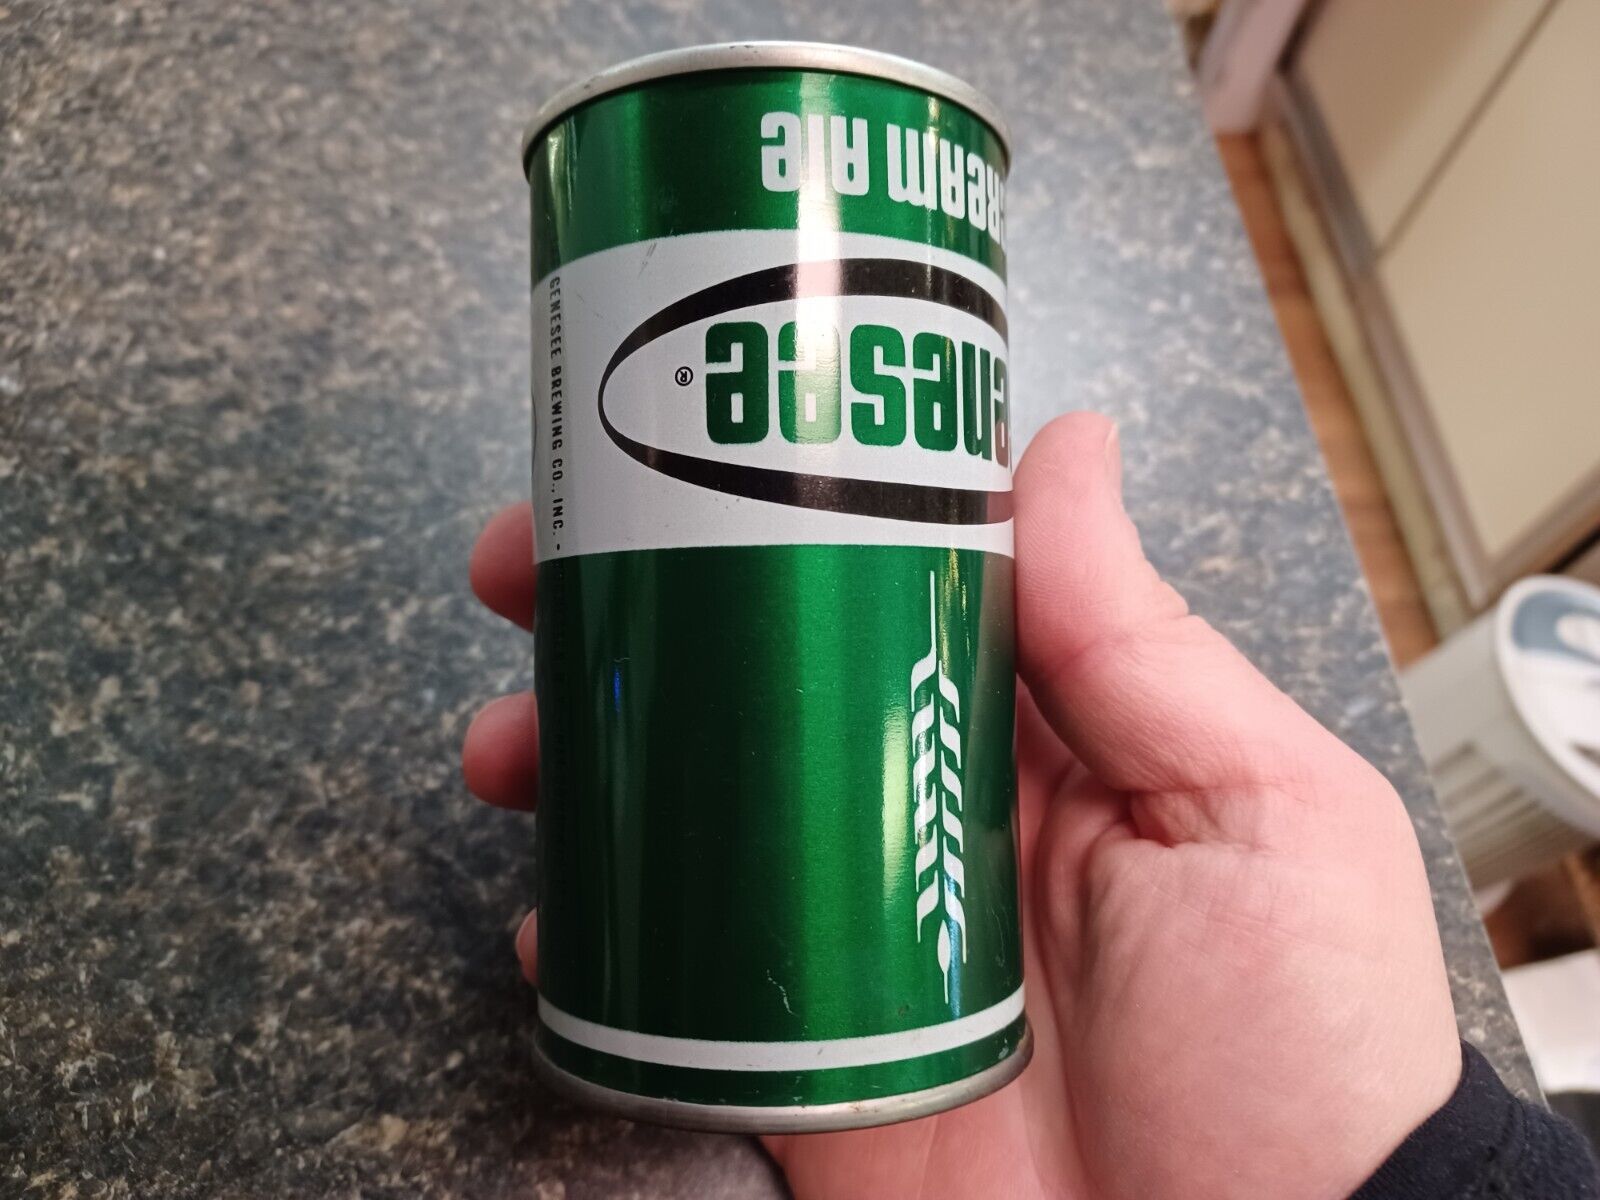 cream Ale
enesee ®
GENESEE BREWING CO., INC. •